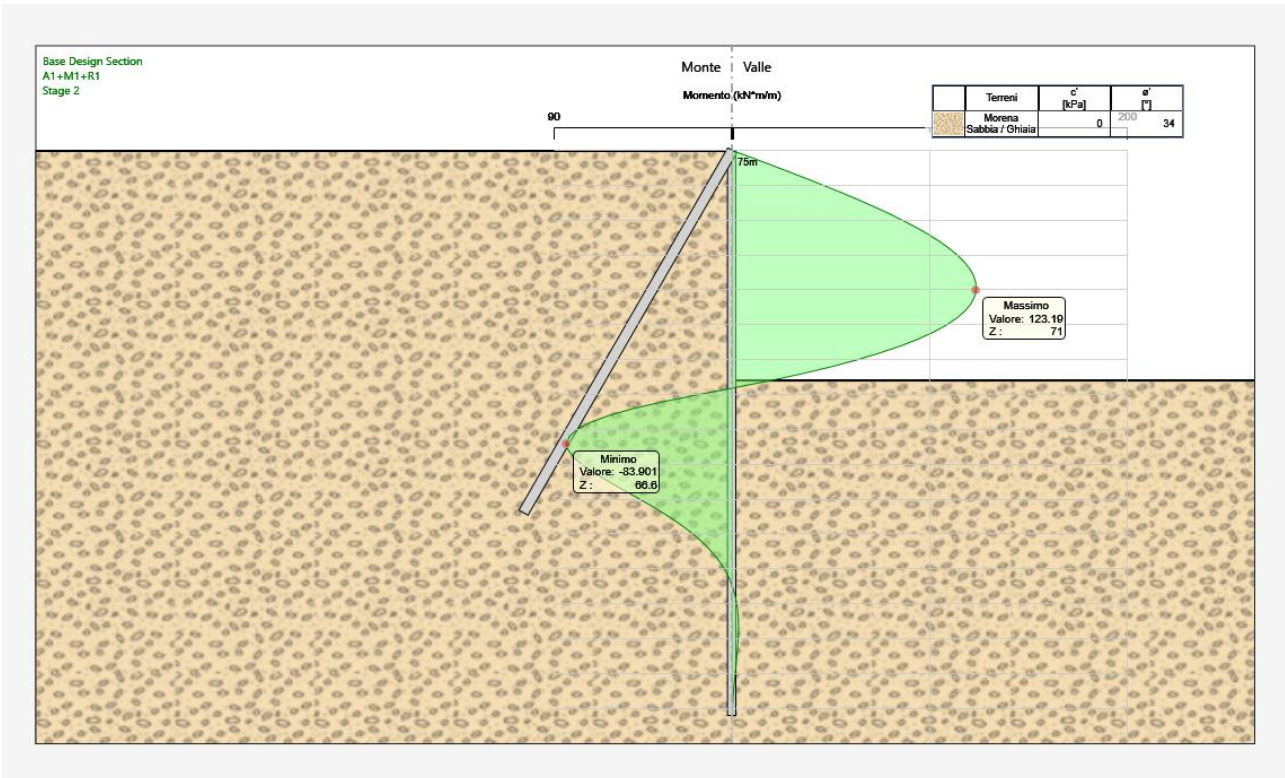 Base Design Section
A1+M1+R1
Stage 2
Monte Valle
Momento (kN*m/m)
90
200
Terreni c' [kPa] ø' [°]
Morena Sabbia / Ghiaia 0 34
75m
Massimo
Valore: 123.19
Z : 71
Minimo
Valore: -83.901
Z : 66.6